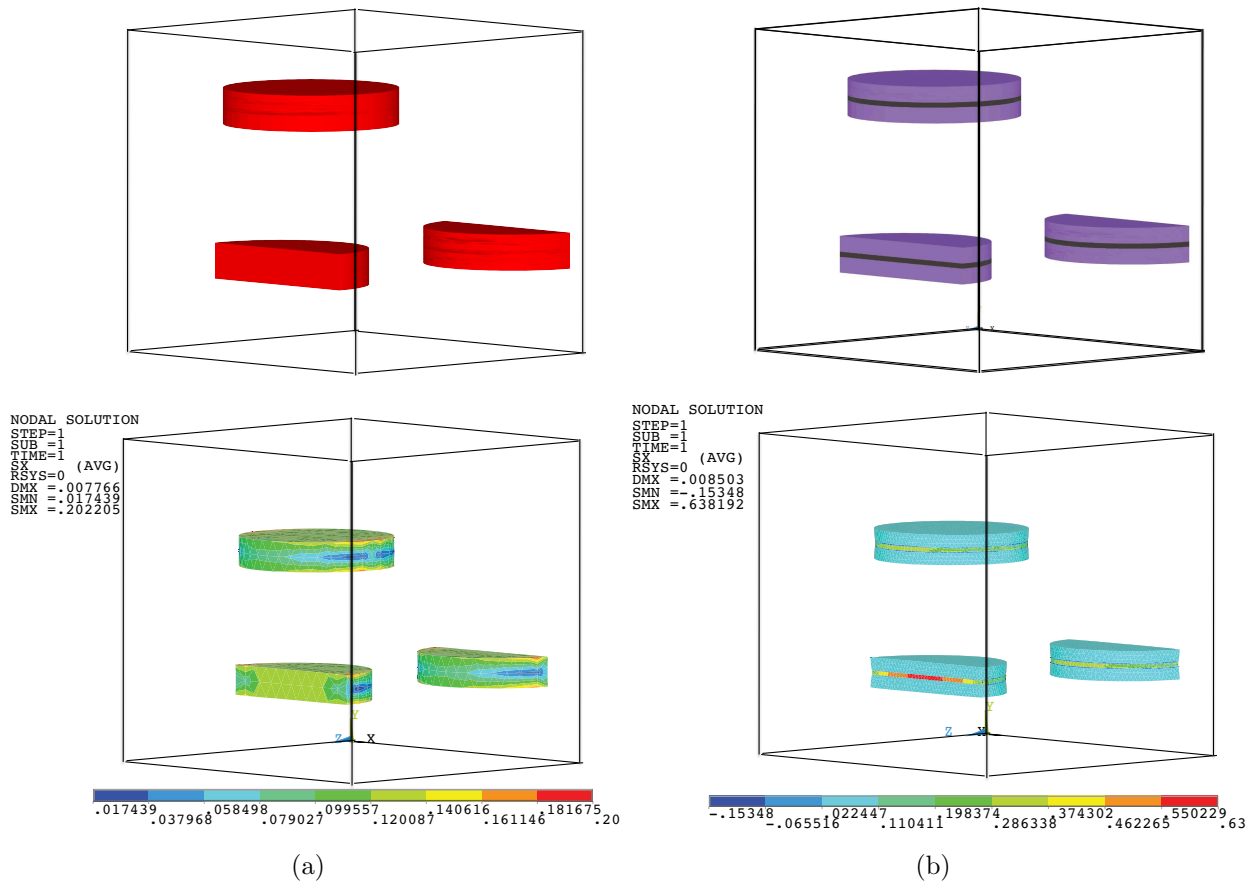 NODAL SOLUTION
STEP=1
SUB =1
TIME=1
SX (AVG)
RSYS=0
DMX =.007766
SMN =.017439
SMX =.202205
Y
Z X
.017439 .058498 .0995557 .140616 .181675
.037968 .079027 .120087 .161146 .20
(a)
NODAL SOLUTION
STEP=1
SUB =1
TIME=1
SX (AVG)
RSYS=0
DMX =.008503
SMN =-.15348
SMX =.638192
Y
Z X
-.15348 .022447 .198374 .374302 .550229
-.065516 .110411 .286338 .462265 .63
(b)